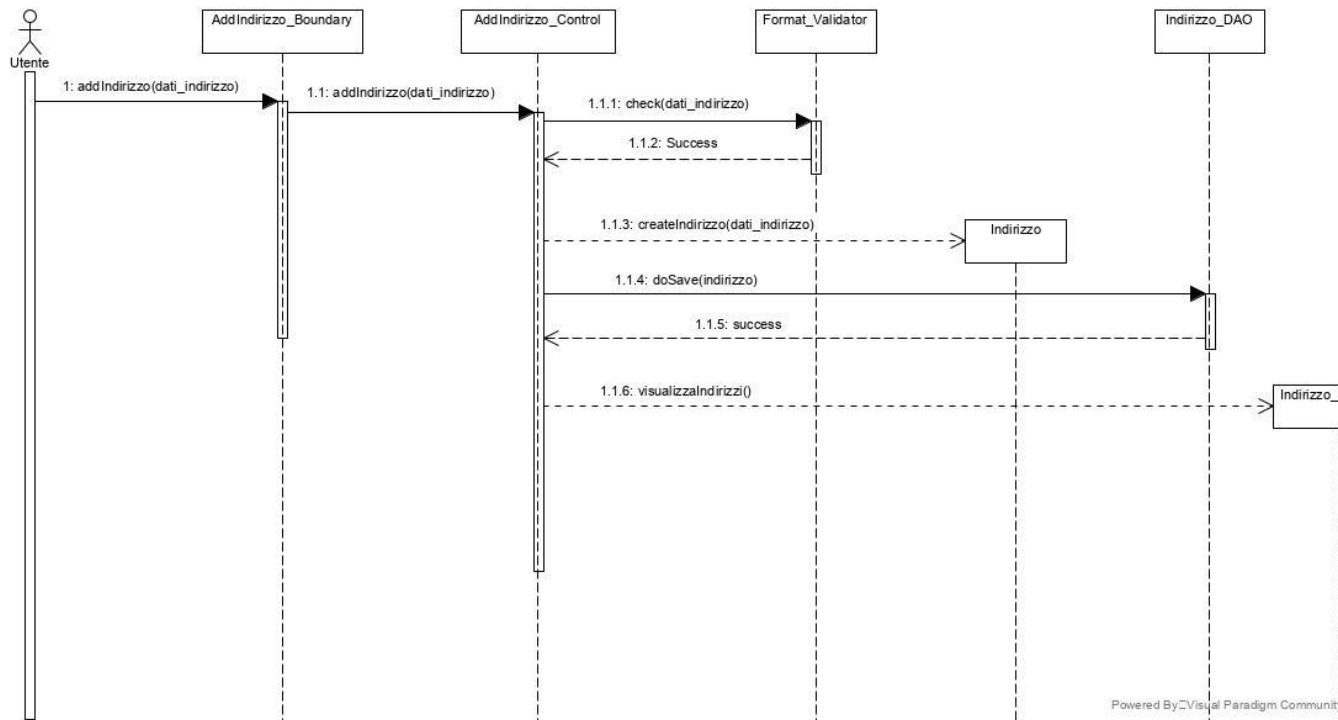 AddIndirizzo_Boundary
AddIndirizzo_Control
Format_Validator
Indirizzo_DAO
Utente
1: addIndirizzo(dati_indirizzo)
1.1: addIndirizzo(dati_indirizzo)
1.1.1: check(dati_indirizzo)
1.1.2: Success
1.1.3: createIndirizzo(dati_indirizzo)
Indirizzo
1.1.4: doSave(indirizzo)
1.1.5: success
1.1.6: visualizzaIndirizzi()
Indirizzo_
Powered By Visual Paradigm Communit